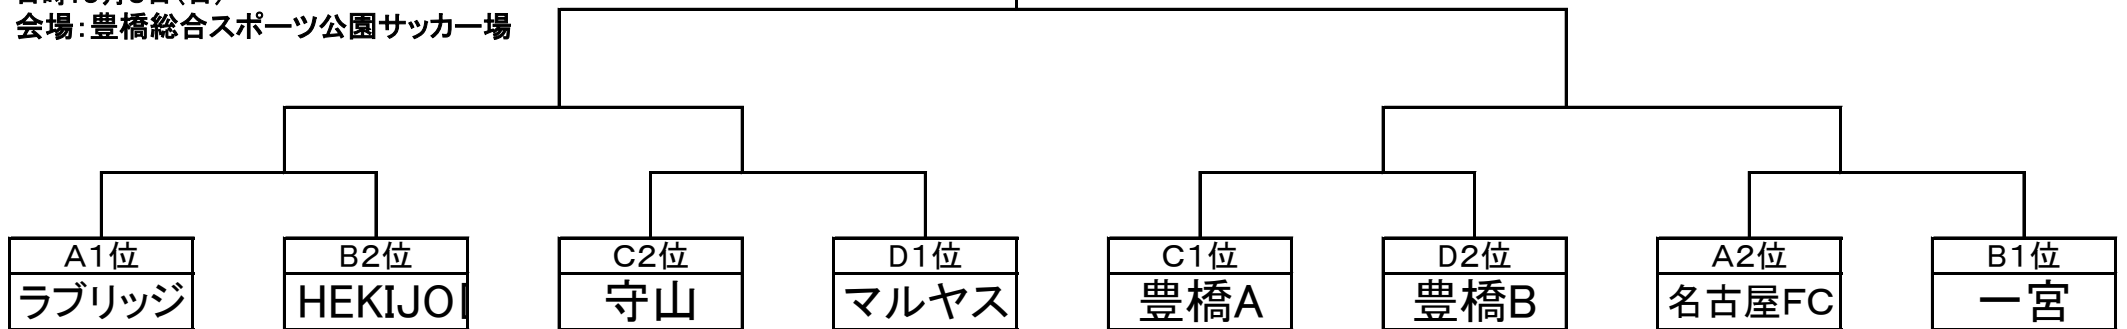 会場：豊橋総合スポーツ公園サッカー場
A1位 B2位 C2位 D1位 C1位 D2位 A2位 B1位
ラブリッジ HEKIJO 守山 マルヤス 豊橋A 豊橋B 名古屋FC 一宮